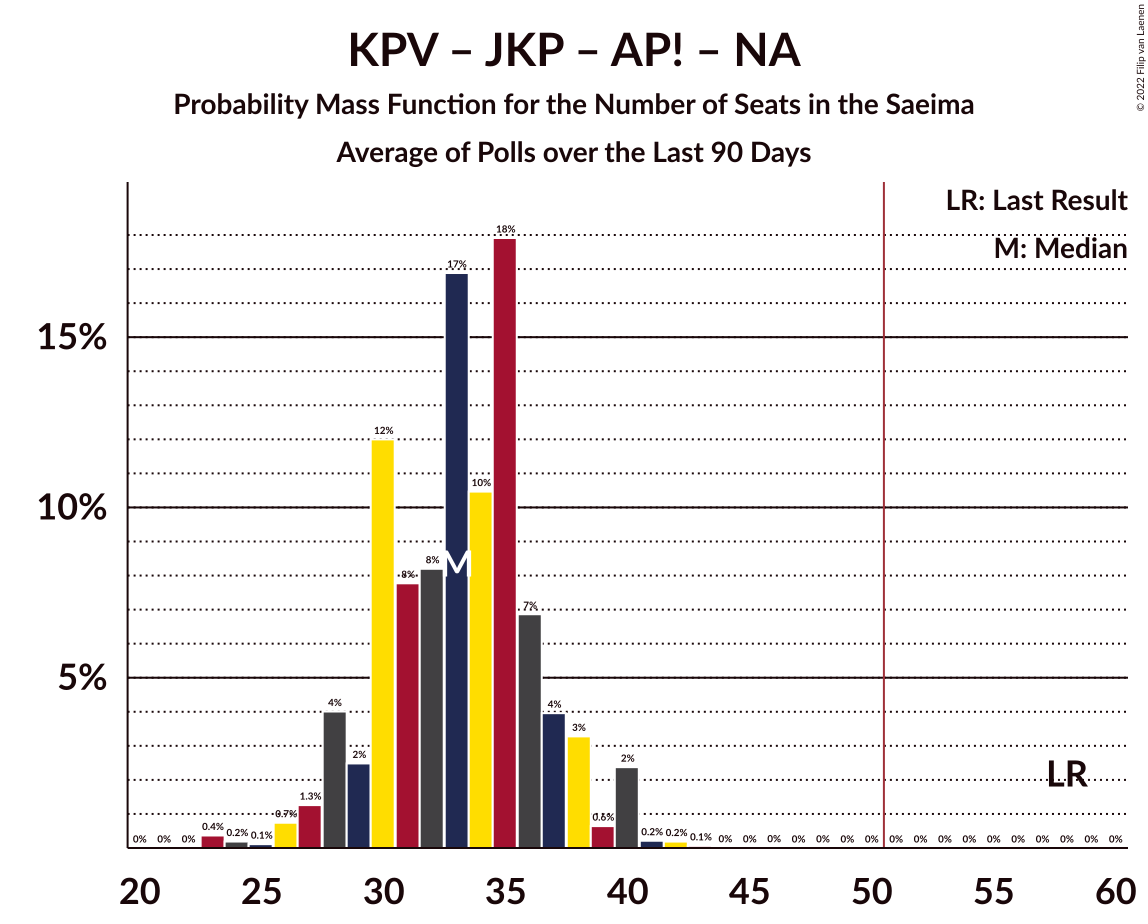 KPV – JKP – AP! – NA
Probability Mass Function for the Number of Seats in the Saeima
Average of Polls over the Last 90 Days
© 2022 Filip van Laenen
LR: Last Result
M: Median
15%
10%
5%
0% 0% 0% 0.4% 0.2% 0.1% 0.7% 1.3% 4% 2% 12% 8% 8% 17% 10% 18% 7% 4% 3% 0.6% 2% 0.2% 0.2% 0.1% 0% 0% 0% 0% 0% 0% 0% 0% 0% 0% 0% 0% 0% 0% 0% 0% 0%
M
LR
20 25 30 35 40 45 50 55 60